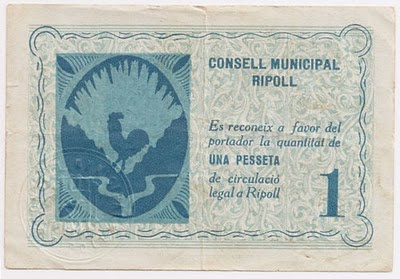 CONSELL MUNICIPAL
RIPOLL
Es reconeix a favor del
portador la quantitat de
UNA PESSETA
de circulació
legal a Ripoll
1